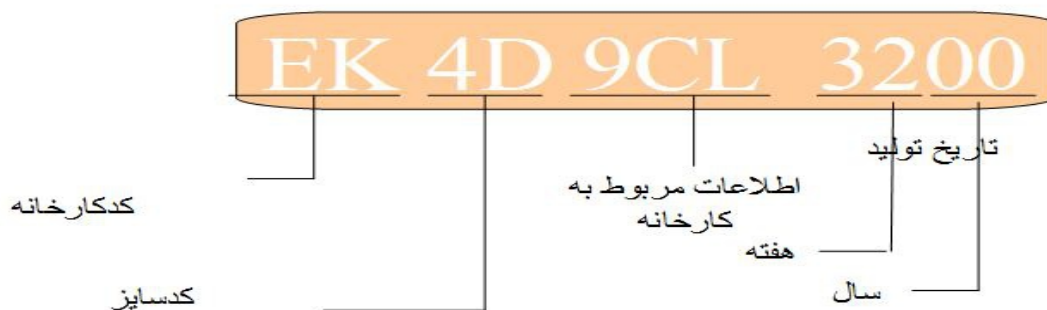 EK 4D 9CL 3200
تاریخ تولید
اطلاعات مربوط به
کارخانه
کدکارخانه
هفته
سال
کدسایز